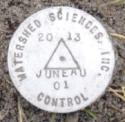 WATERSHED SCIENCES, INC.
20 13
JUNEAU
01
CONTROL